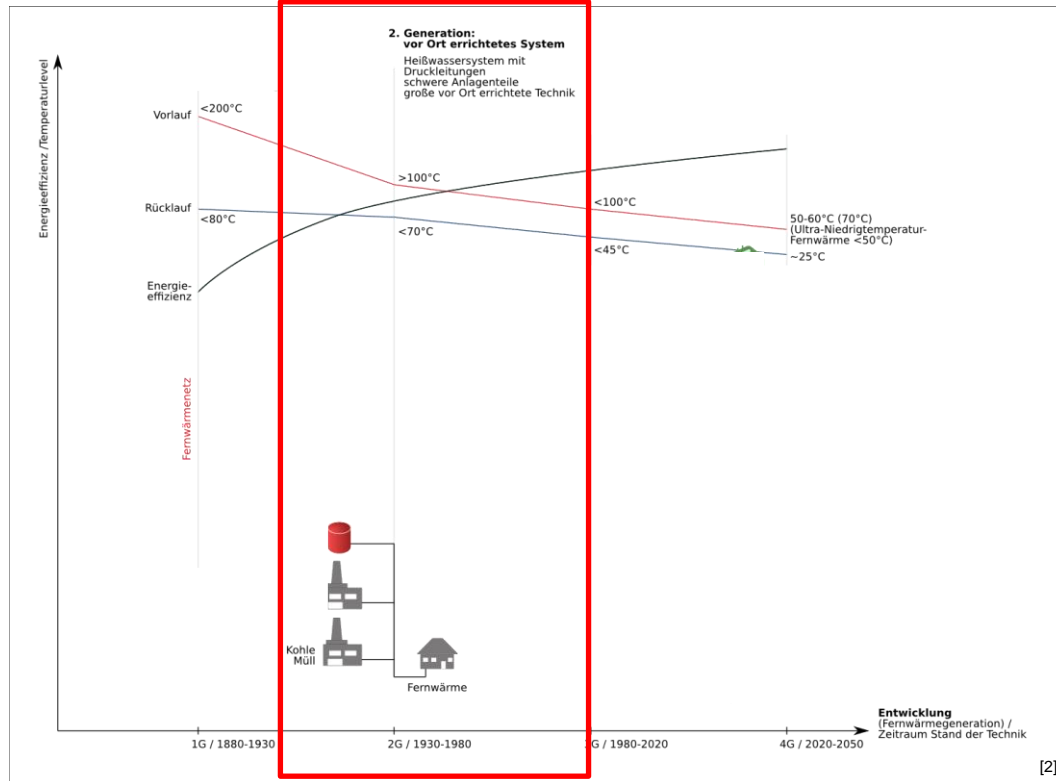 2. Generation:
vor Ort errichtetes System
Heißwassersystem mit
Druckleitungen
schwere Anlagenteile
große vor Ort errichtete Technik
Energieeffizienz /Temperaturlevel
Vorlauf
<200°C
>100°C
<100°C
50-60°C (70°C)
(Ultra-Niedrigtemperatur-
Fernwärme <50°C)
Rücklauf
<80°C
<70°C
<45°C
~25°C
Energie-
effizienz
Fernwärmenetz
Kohle
Müll
Fernwärme
Entwicklung
(Fernwärmegeneration) /
Zeitraum Stand der Technik
1G / 1880-1930
2G / 1930-1980
3G / 1980-2020
4G / 2020-2050
[2]